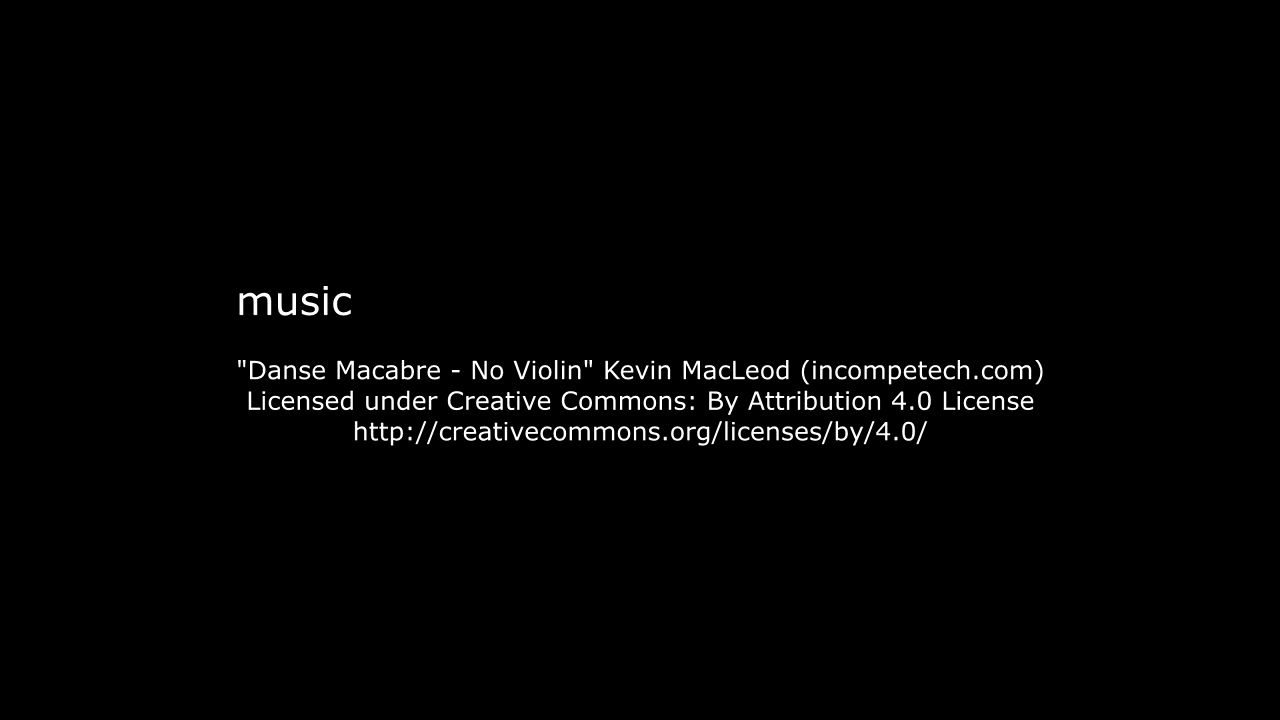 music
"Danse Macabre - No Violin" Kevin MacLeod (incompetech.com)
Licensed under Creative Commons: By Attribution 4.0 License
http://creativecommons.org/licenses/by/4.0/